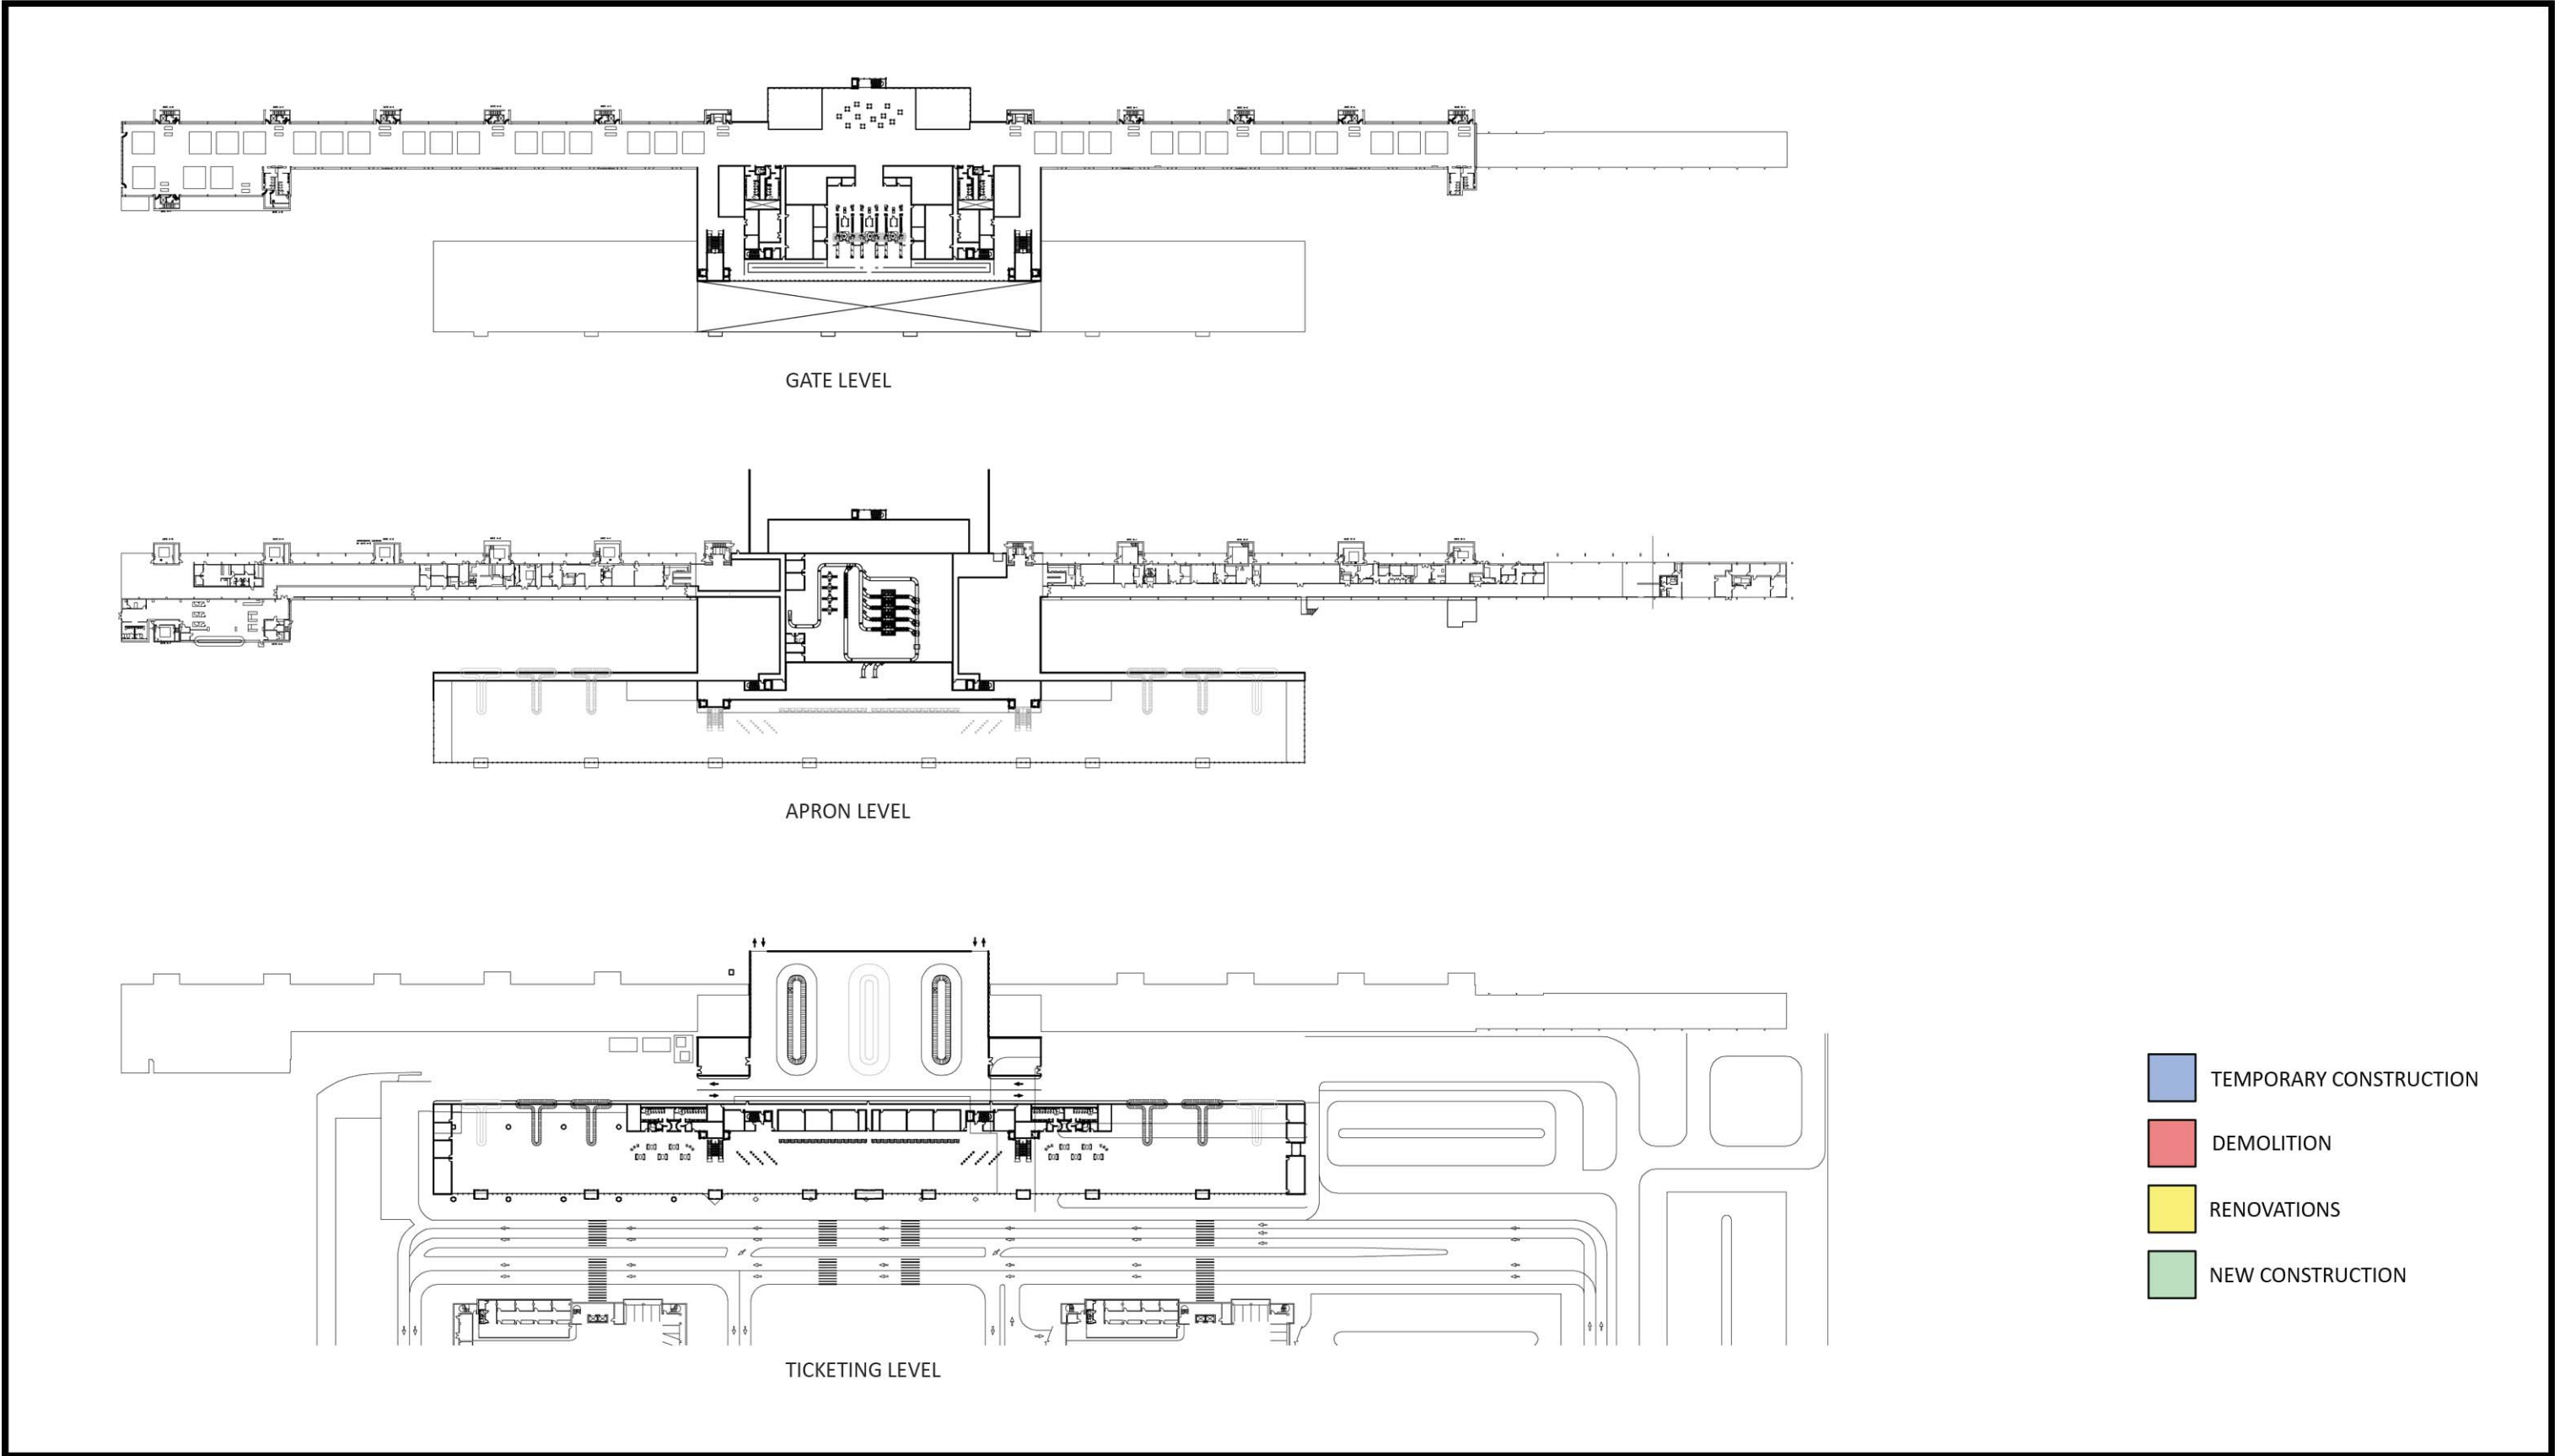 GATE LEVEL
APRON LEVEL
TICKETING LEVEL
TEMPORARY CONSTRUCTION
DEMOLITION
RENOVATIONS
NEW CONSTRUCTION